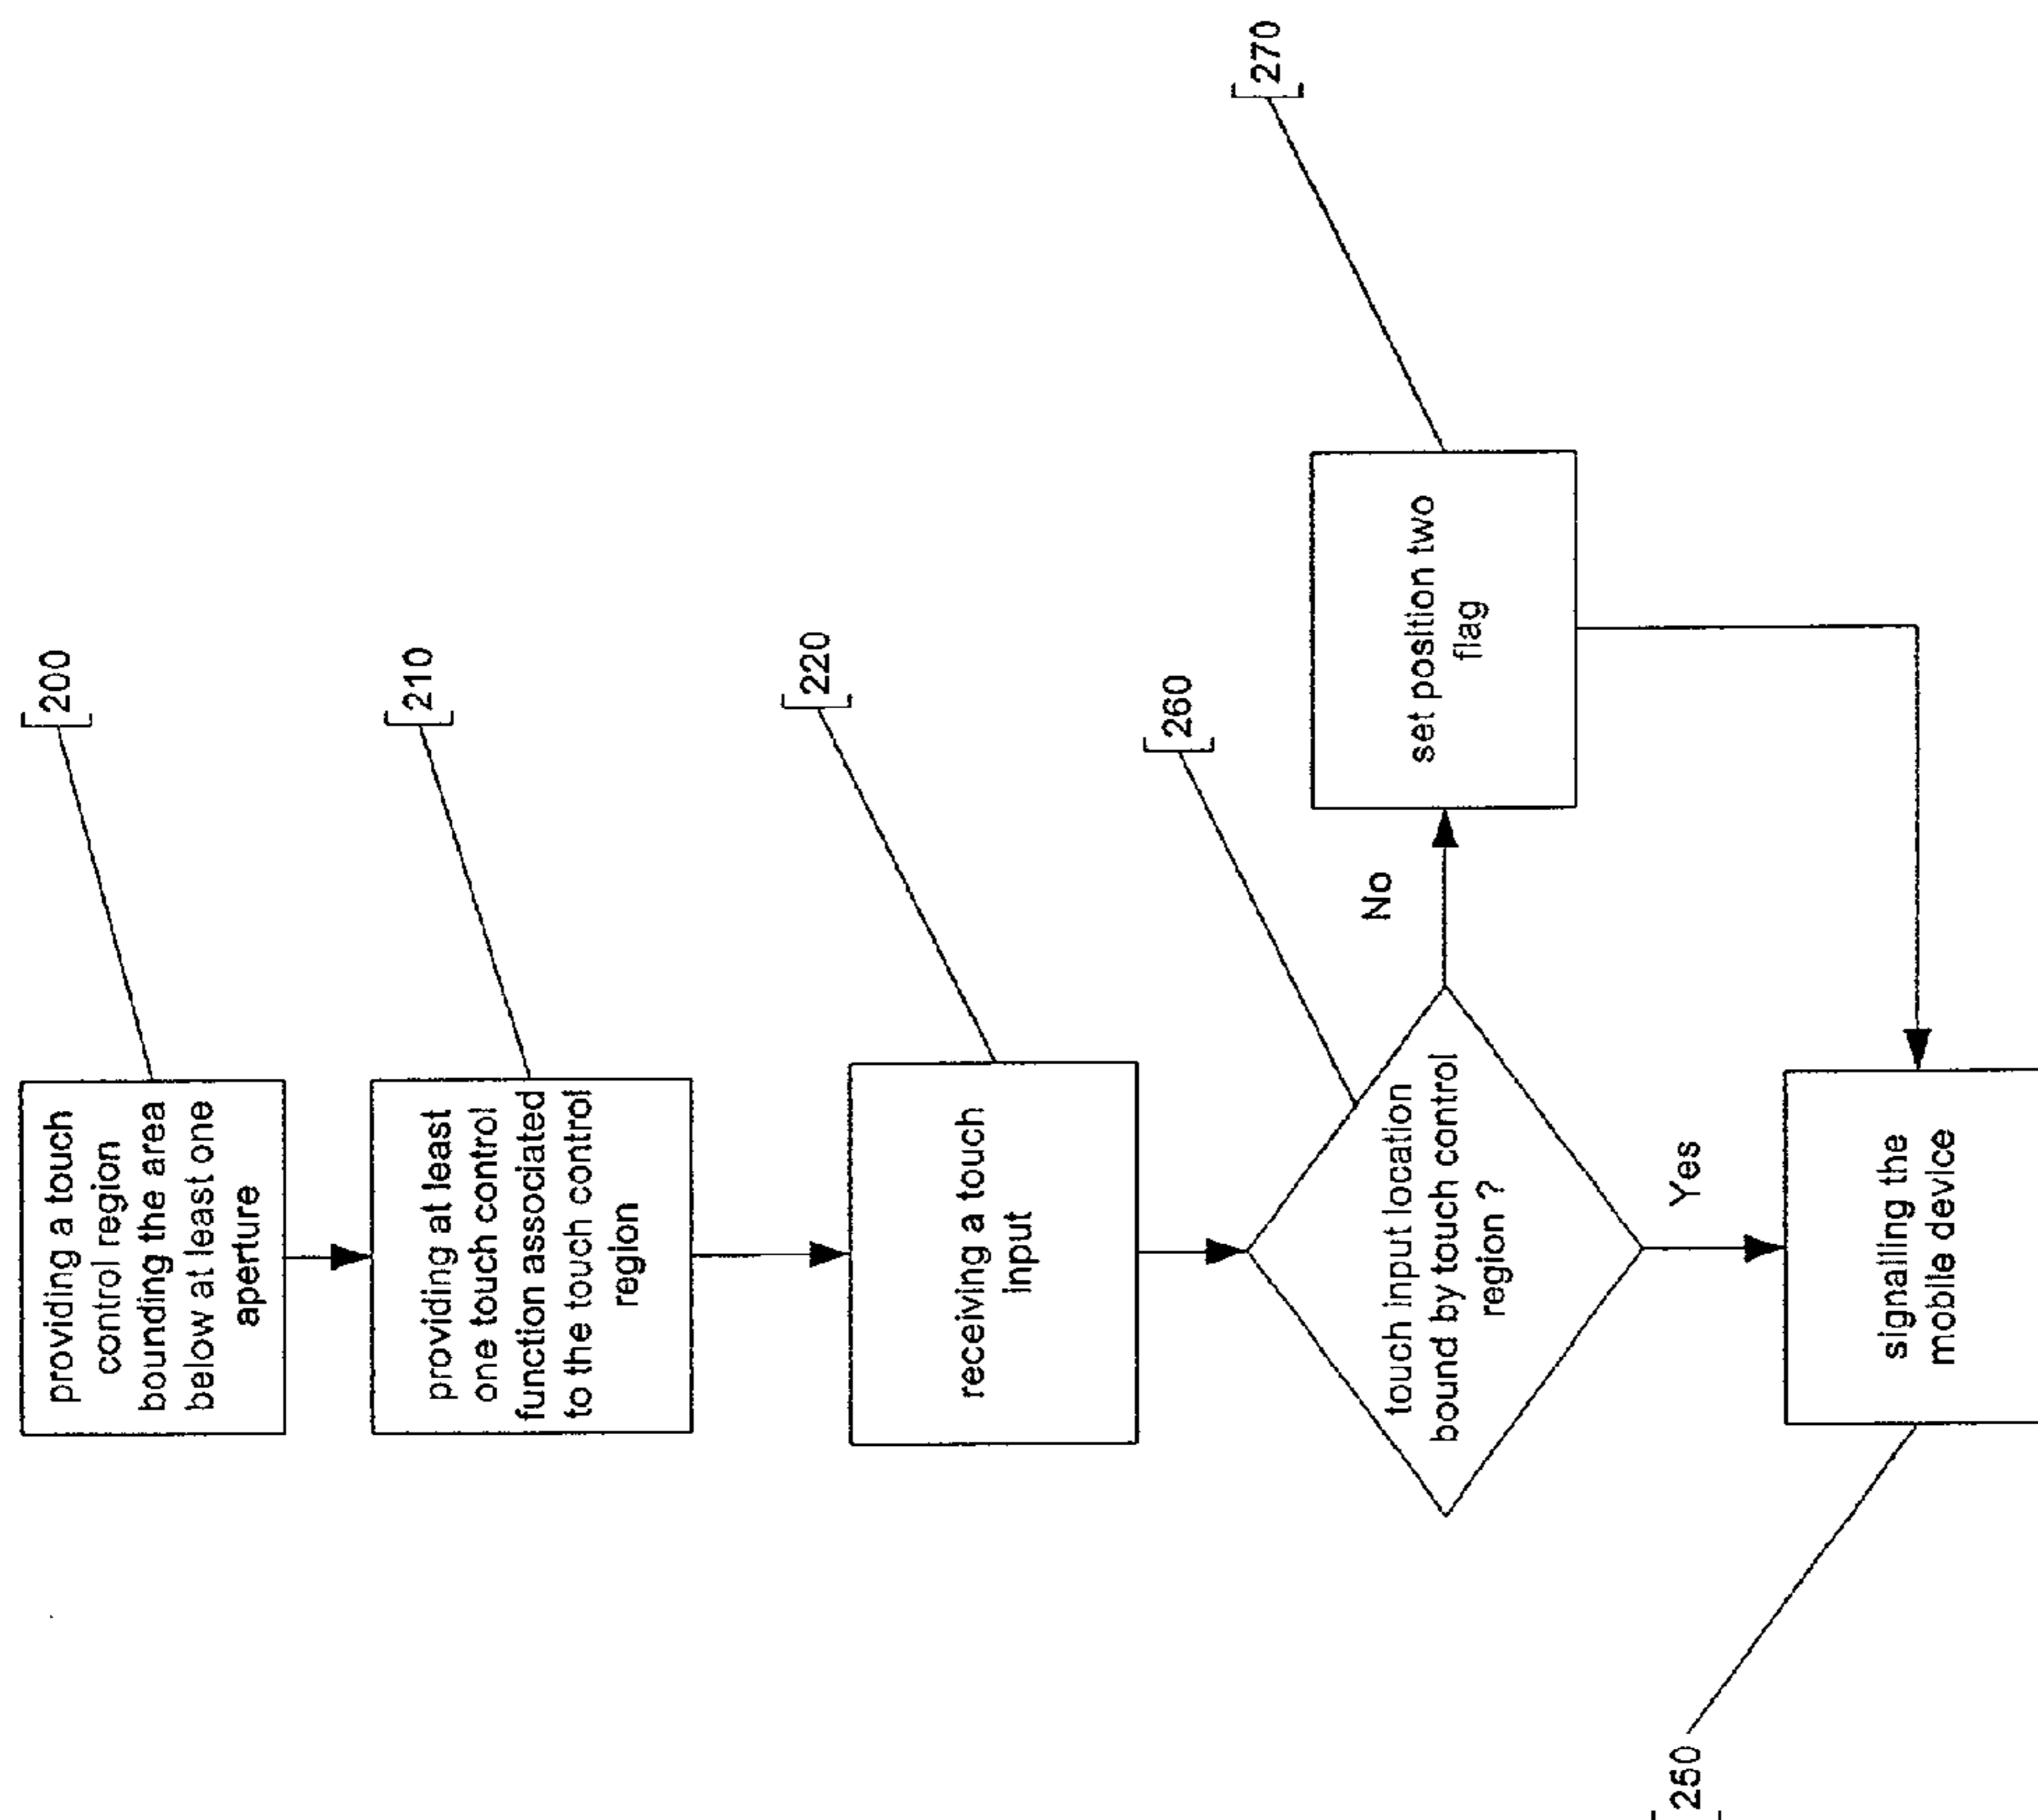 [200
providing a touch
control region
bounding the area
below at least one
aperture
[210
providing at least
one touch control
function associated
to the touch control
region
[220
receiving a touch
input
[260
touch input location
bound by touch control
region ?
No
[270
set position two
flag
Yes
signalling the
mobile device
[250